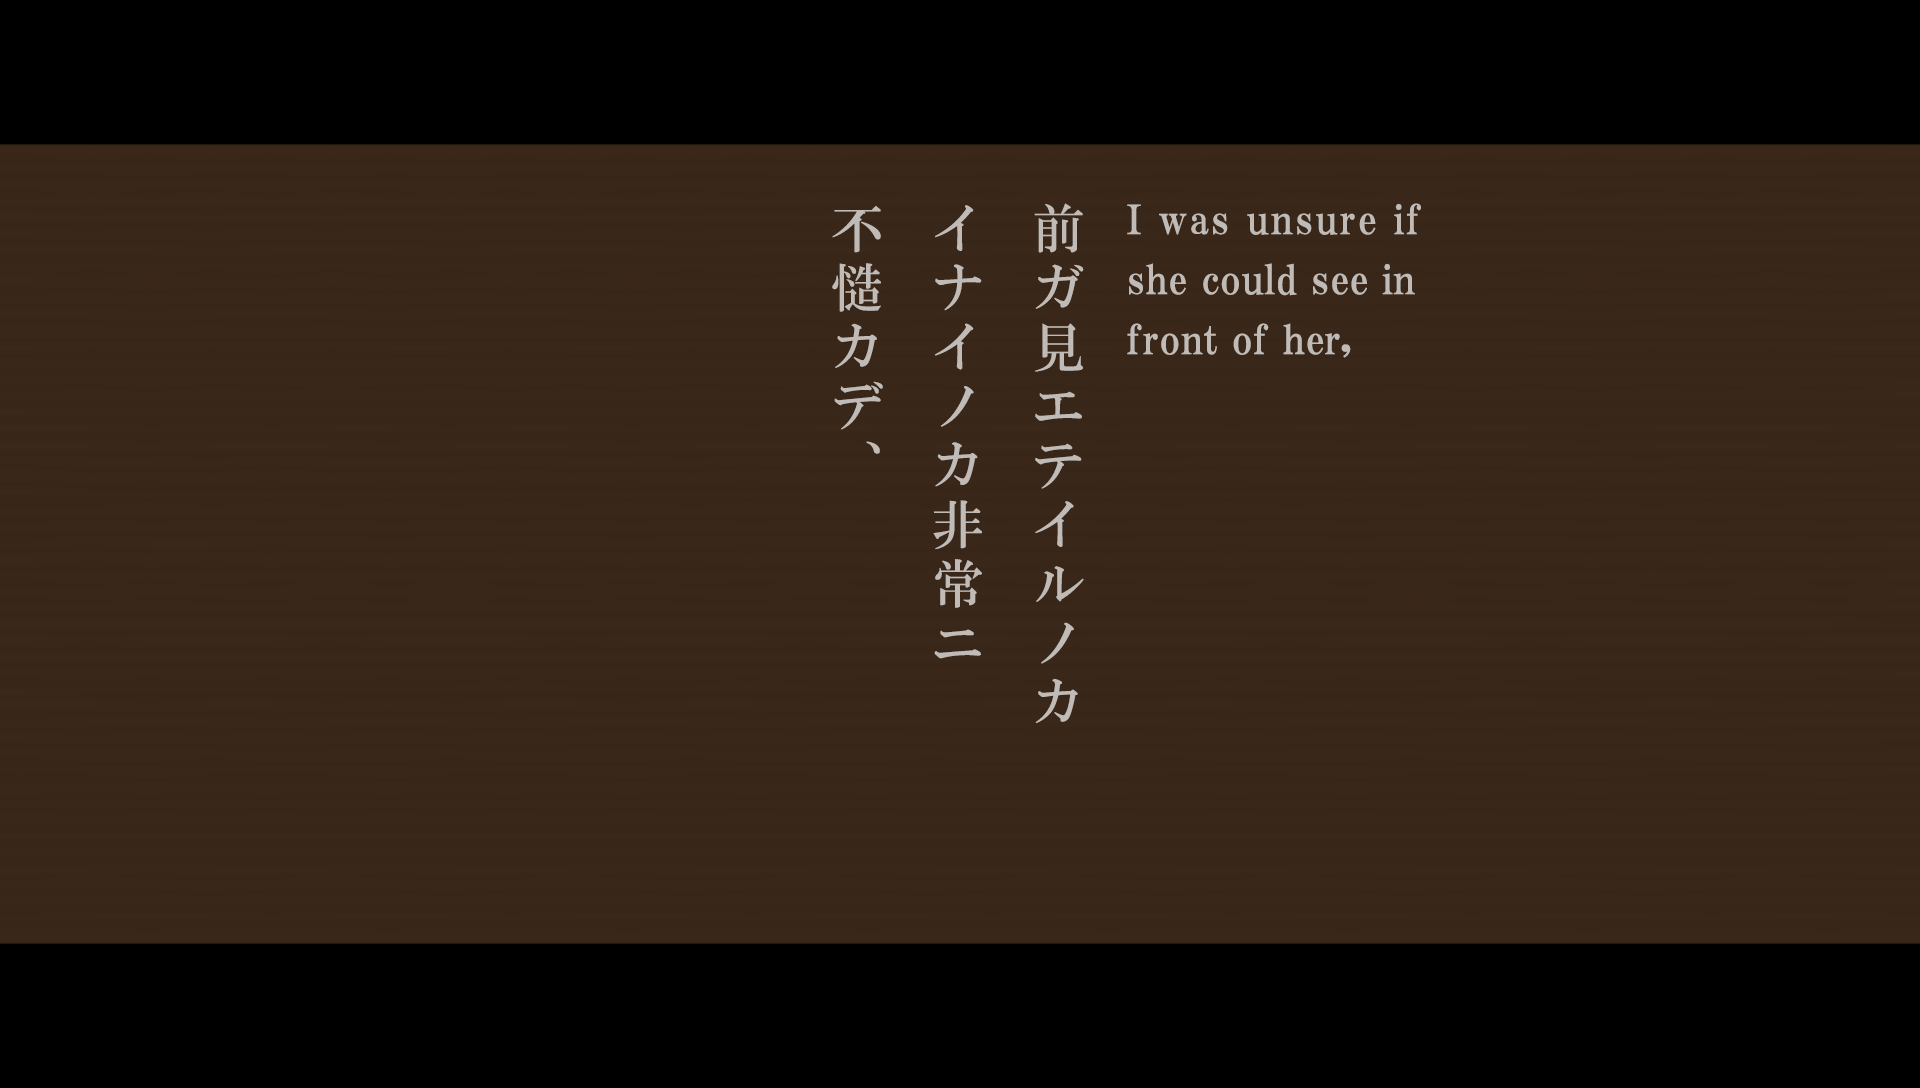 前ガ見エテイルノカ
イナイノカ非常ニ
不慥カデ、
I was unsure if
she could see in
front of her,